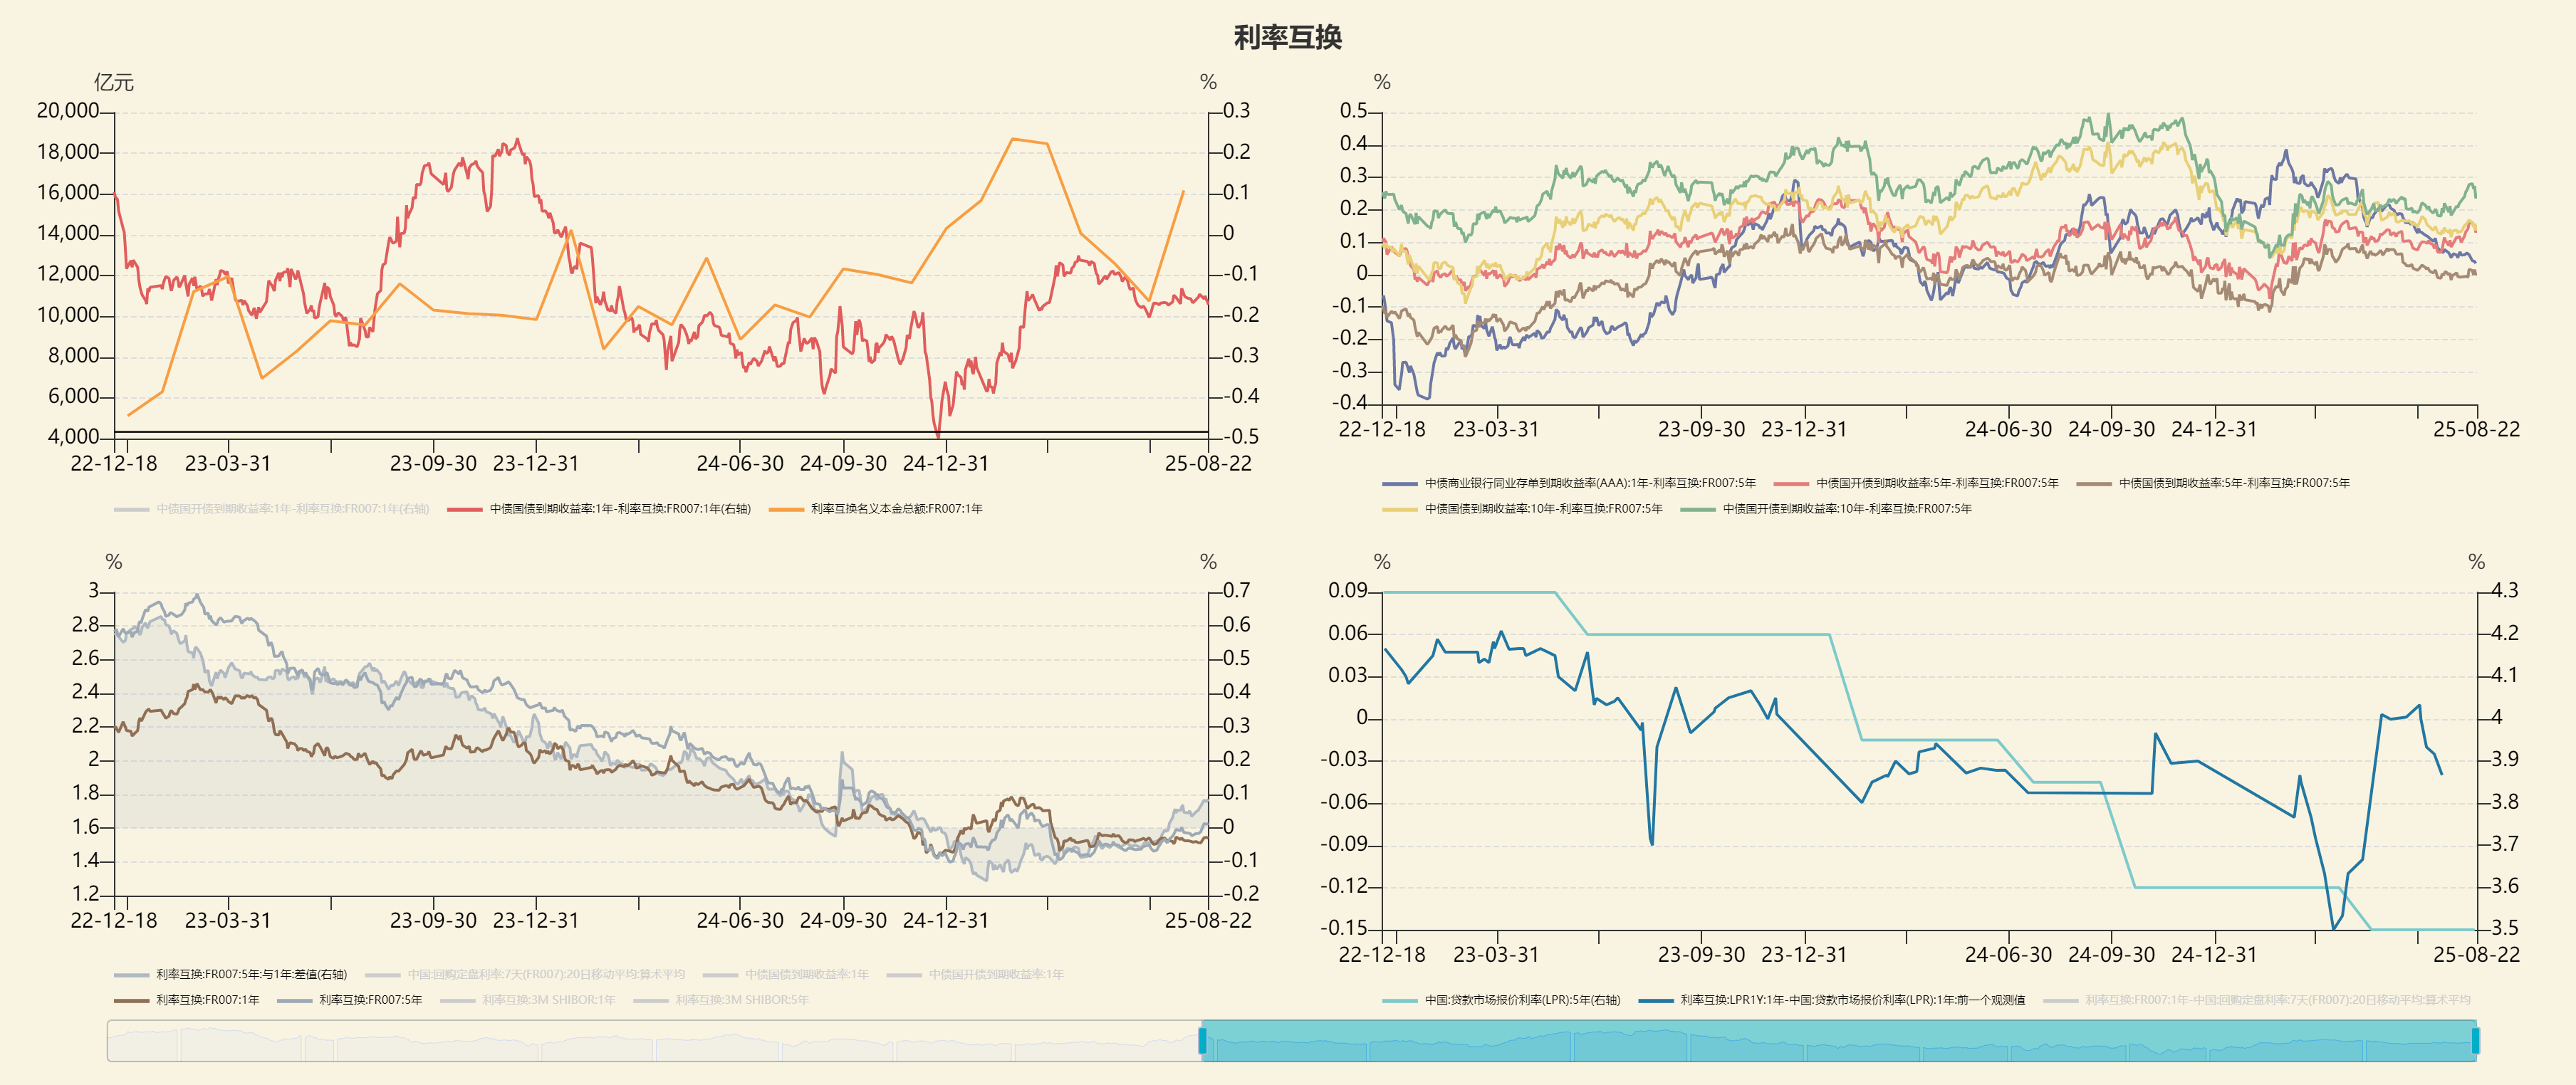 利率互换
亿元 % %
20,000 0.3 0.5
18,000 0.2 0.4
16,000 0.1 0.3
14,000 0 0.2
12,000 -0.1 0.1
10,000 -0.2 0
8,000 -0.3 -0.1
6,000 -0.4 -0.2
4,000 -0.5 -0.3
-0.4
22-12-18 23-03-31 23-09-30 23-12-31 24-06-30 24-09-30 24-12-31 25-08-22
22-12-18 23-03-31 23-09-30 23-12-31 24-06-30 24-09-30 24-12-31 25-08-22
中债国开债到期收益率:1年-利率互换:FR007:1年(右轴) 中债国债到期收益率:1年-利率互换:FR007:1年(右轴) 利率互换名义本金总额:FR007:1年
中债商业银行同业存单到期收益率(AAA):1年-利率互换:FR007:5年 中债国开债到期收益率:5年-利率互换:FR007:5年 中债国债到期收益率:5年-利率互换:FR007:5年
中债国债到期收益率:10年-利率互换:FR007:5年 中债国开债到期收益率:10年-利率互换:FR007:5年
% % % %
3 0.7 0.09 4.3
2.8 0.6 0.06 4.2
2.6 0.5 0.03 4.1
2.4 0.4 0 4
2.2 0.3 -0.03 3.9
2 0.2 -0.06 3.8
1.8 0.1 -0.09 3.7
1.6 0 -0.12 3.6
1.4 -0.1 -0.15 3.5
1.2 -0.2
22-12-18 23-03-31 23-09-30 23-12-31 24-06-30 24-09-30 24-12-31 25-08-22
22-12-18 23-03-31 23-09-30 23-12-31 24-06-30 24-09-30 24-12-31 25-08-22
利率互换:FR007:5年:与1年:差值(右轴) 中国:回购定盘利率:7天(FR007):20日移动平均:算术平均 中债国债到期收益率:1年 中债国开债到期收益率:1年
利率互换:FR007:1年 利率互换:FR007:5年 利率互换:3M SHIBOR:1年 利率互换:3M SHIBOR:5年
中国:贷款市场报价利率(LPR):5年(右轴) 利率互换:LPR1Y:1年-中国:贷款市场报价利率(LPR):1年:前一个观测值 利率互换:FR007:1年-中国:回购定盘利率:7天(FR007):20日移动平均:算术平均